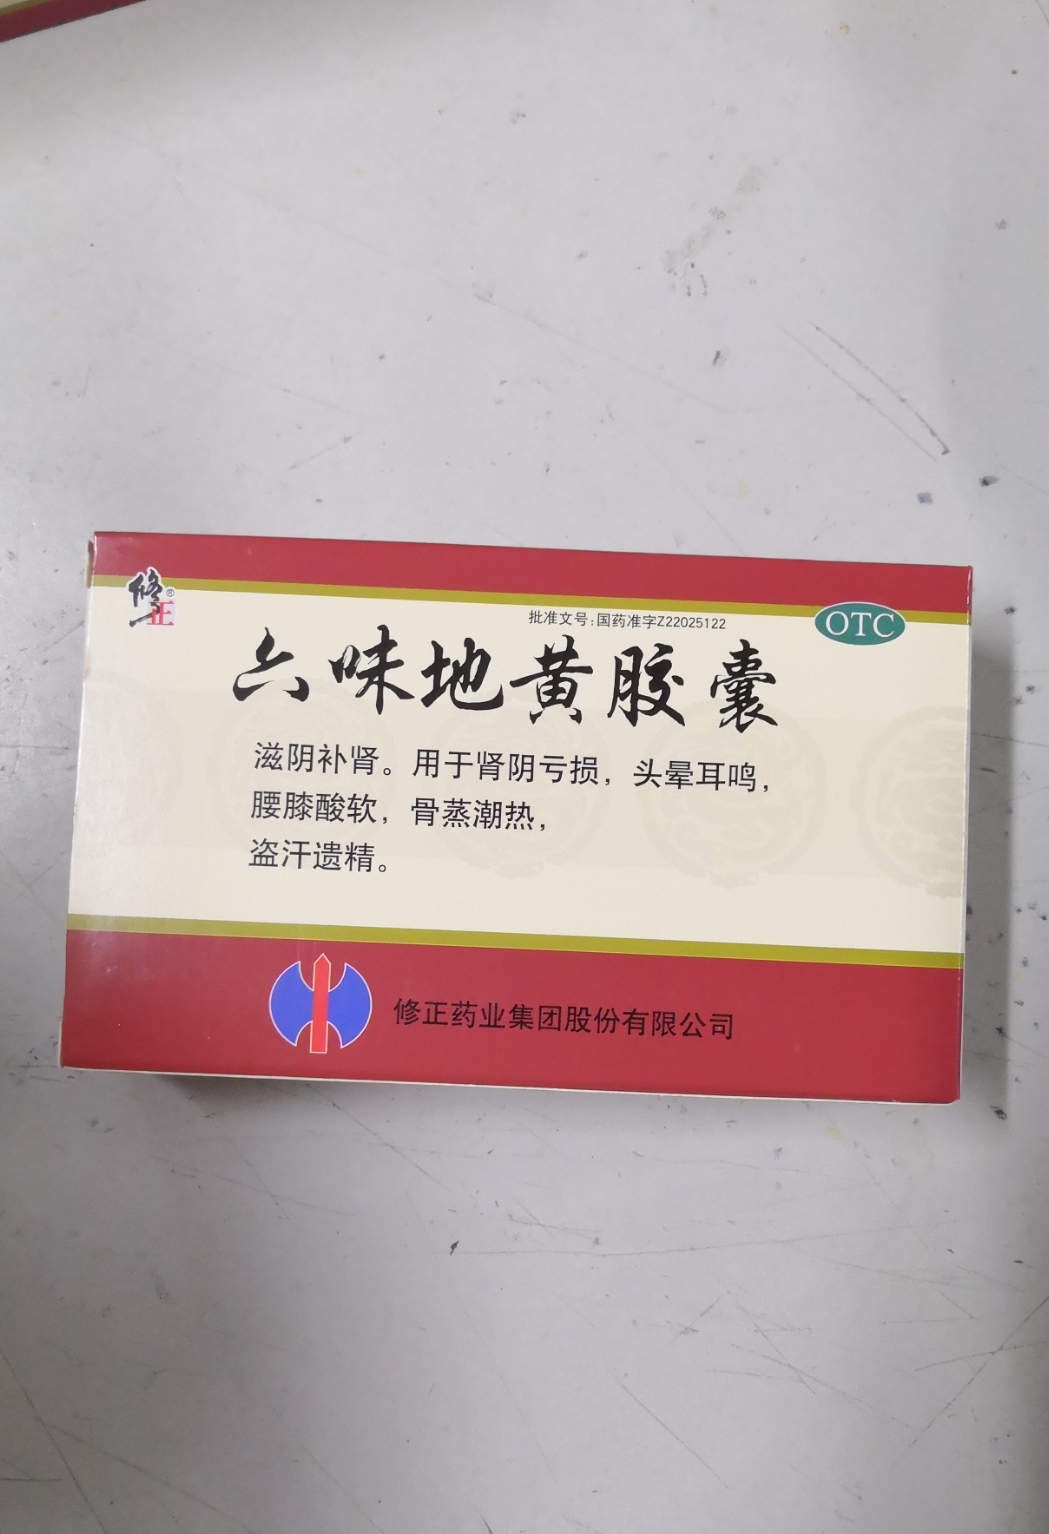 修正®
批准文号:国药准字Z22025122
OTC
六味地黄胶囊
滋阴补肾。用于肾阴亏损，头晕耳鸣，
腰膝酸软，骨蒸潮热，
盗汗遗精。
修正药业集团股份有限公司